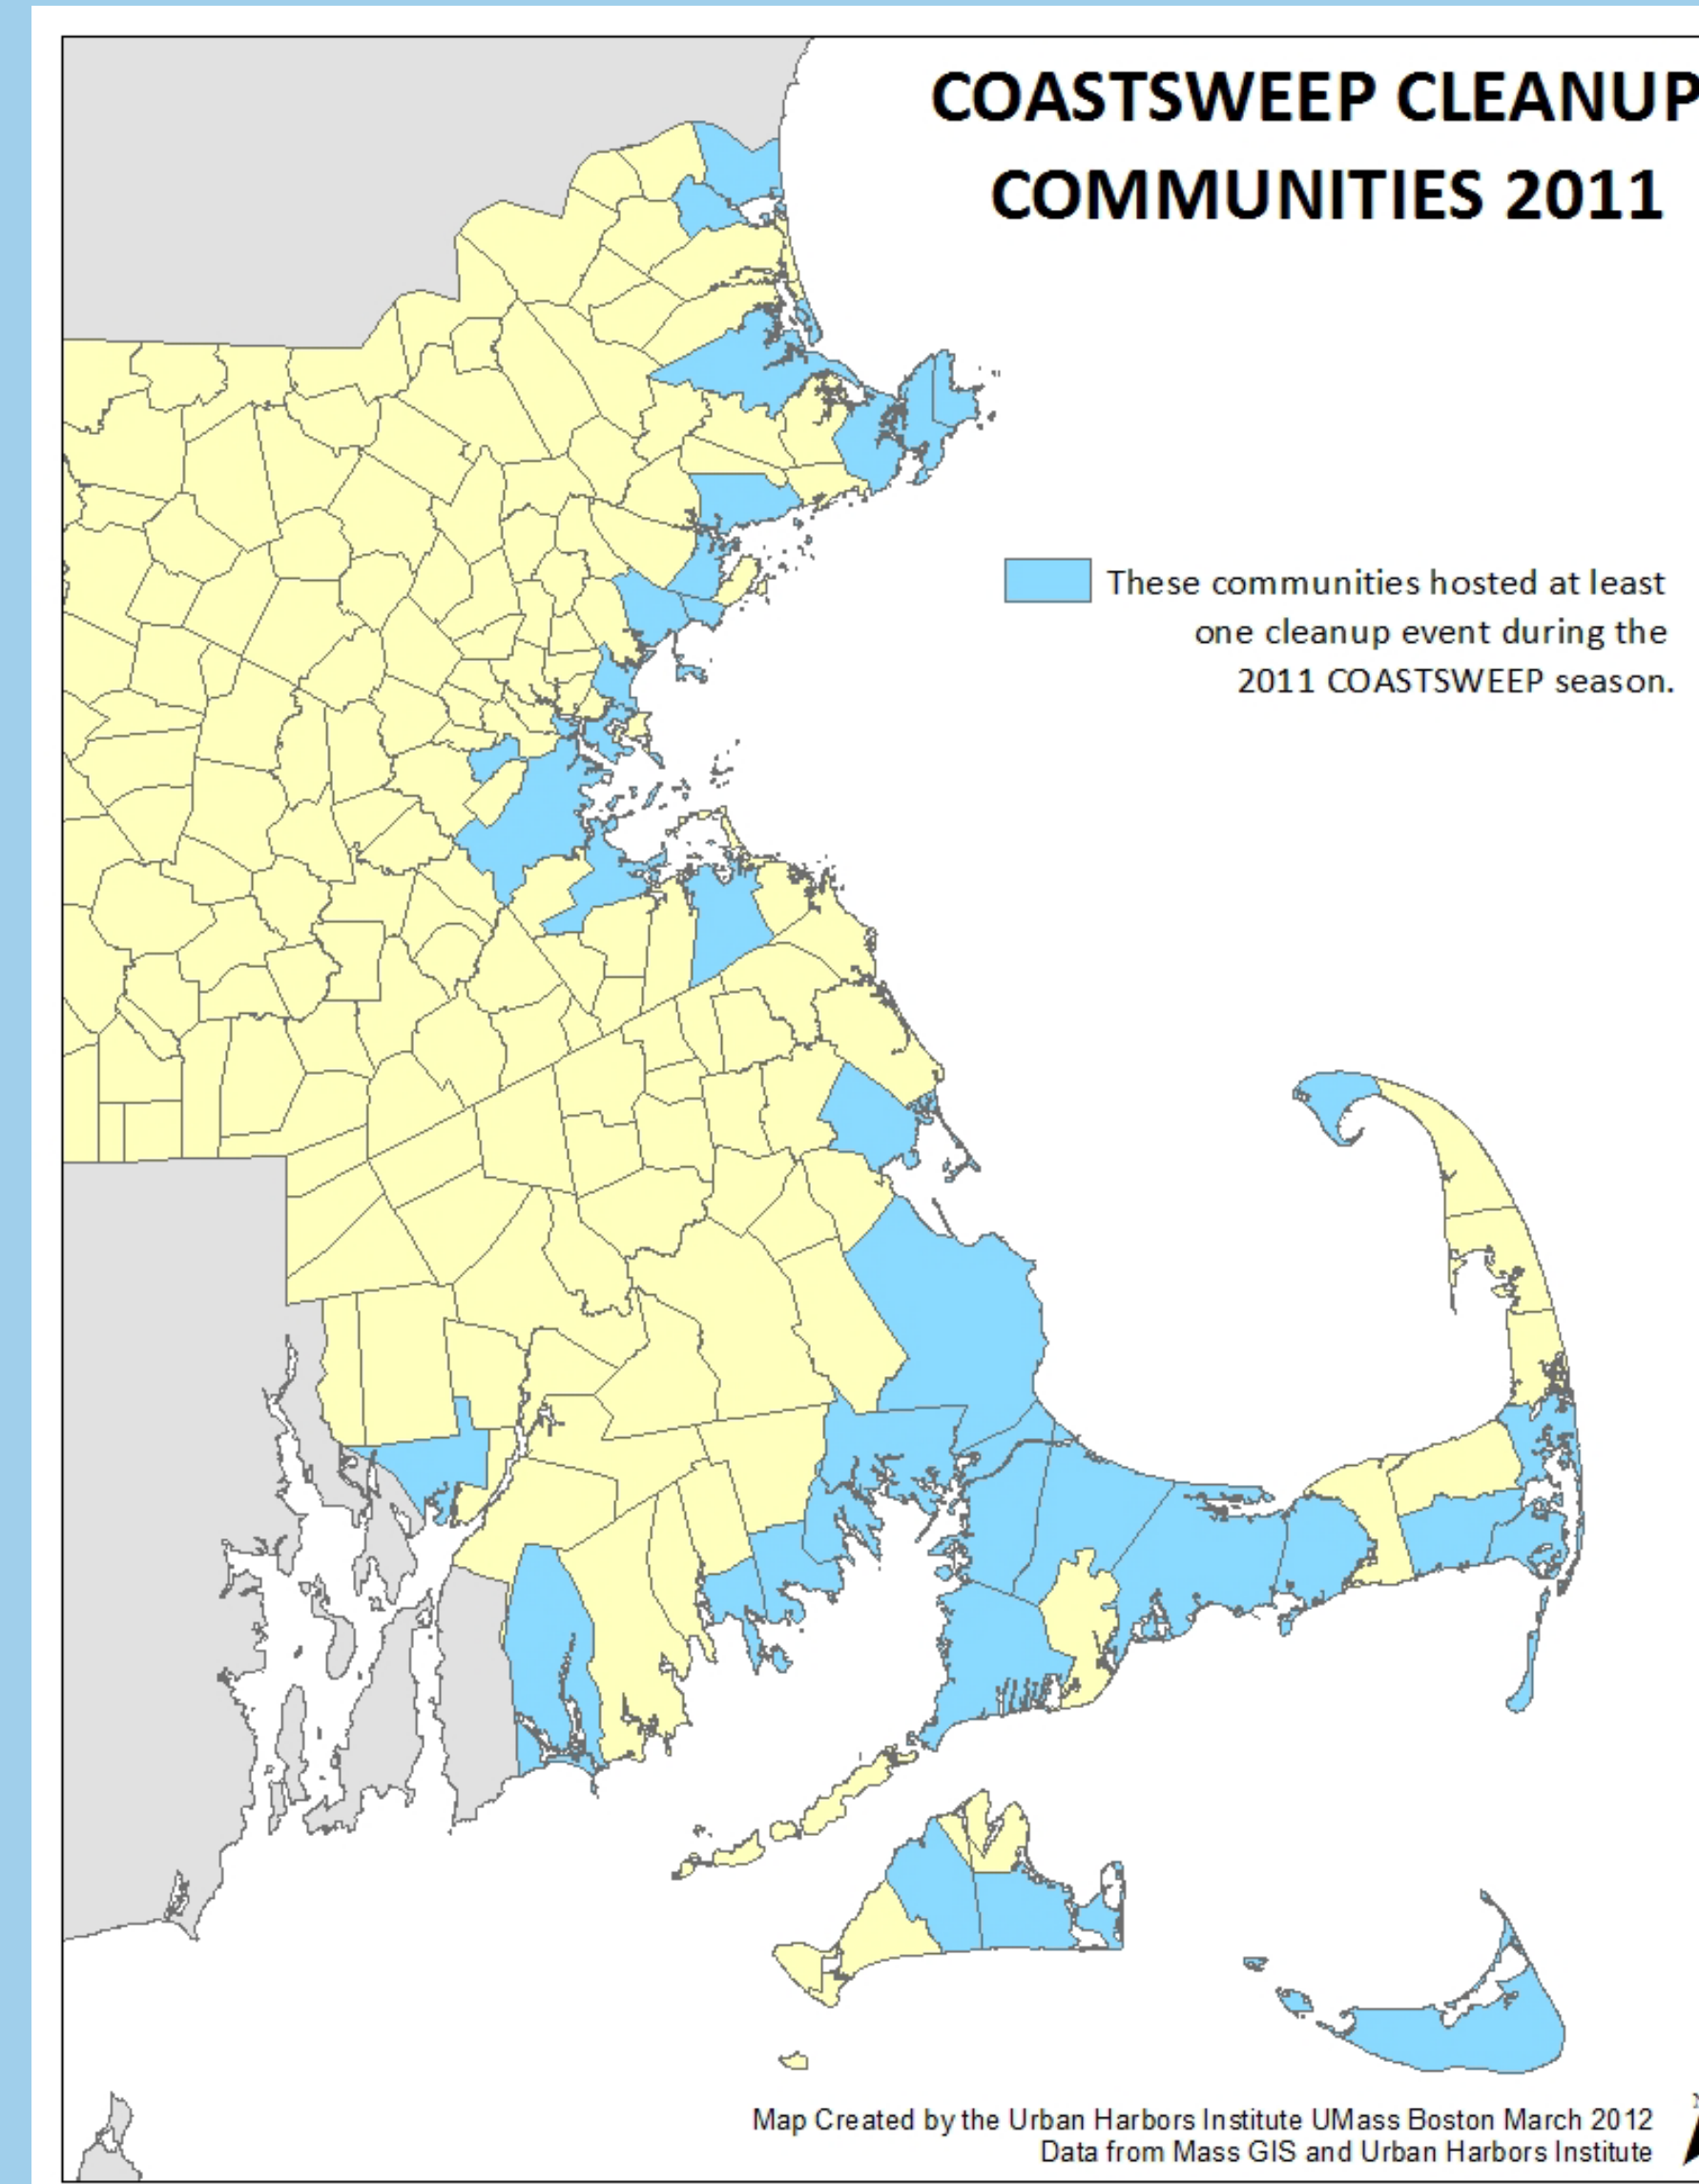 COASTSWEEP CLEANUP
COMMUNITIES 2011
These communities hosted at least
one cleanup event during the
2011 COASTSWEEP season.
Map Created by the Urban Harbors Institute UMass Boston March 2012
Data from Mass GIS and Urban Harbors Institute